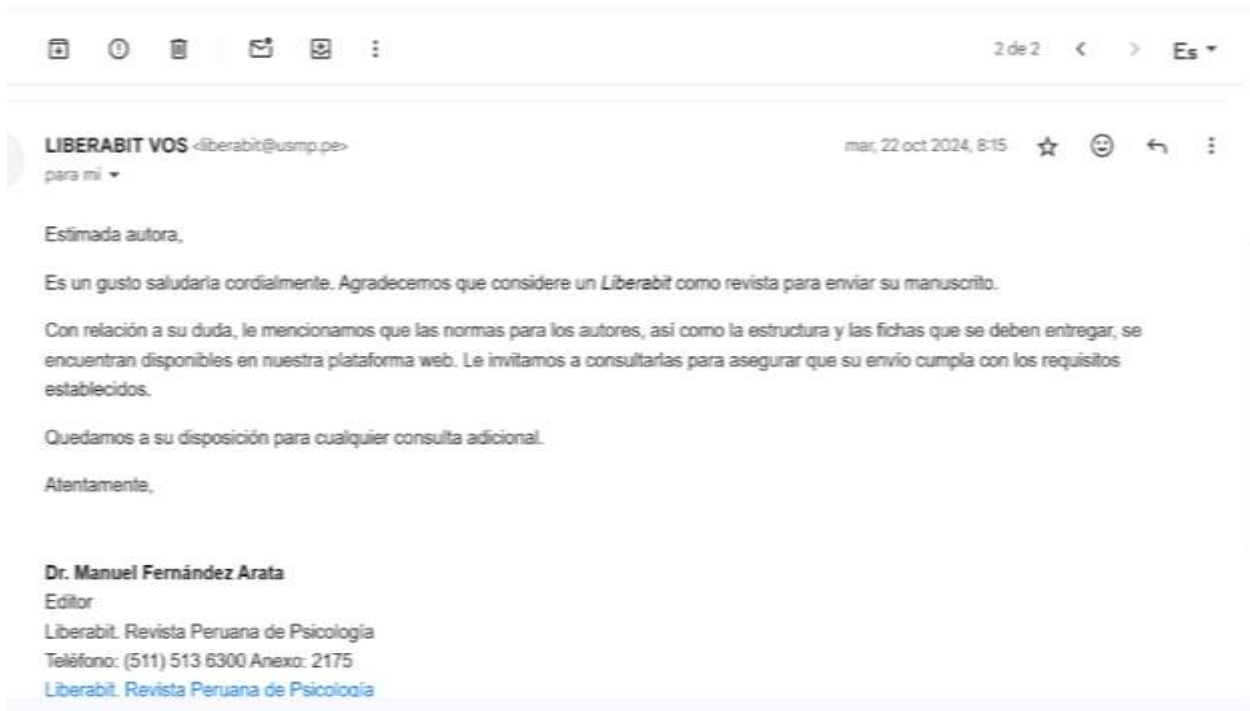 2 de 2
Es
LIBERABIT VOS <liberabit@usmp.pe>
mar, 22 oct 2024, 8:15
para mí
Estimada autora,
Es un gusto saludarla cordialmente. Agradecemos que considere un Liberabit como revista para enviar su manuscrito.
Con relación a su duda, le mencionamos que las normas para los autores, así como la estructura y las fichas que se deben entregar, se
encuentran disponibles en nuestra plataforma web. Le invitamos a consultarlas para asegurar que su envío cumpla con los requisitos
establecidos.
Quedamos a su disposición para cualquier consulta adicional.
Atentamente,
Dr. Manuel Fernández Arata
Editor
Liberabit. Revista Peruana de Psicología
Teléfono: (511) 513 6300 Anexo: 2175
Liberabit. Revista Peruana de Psicología